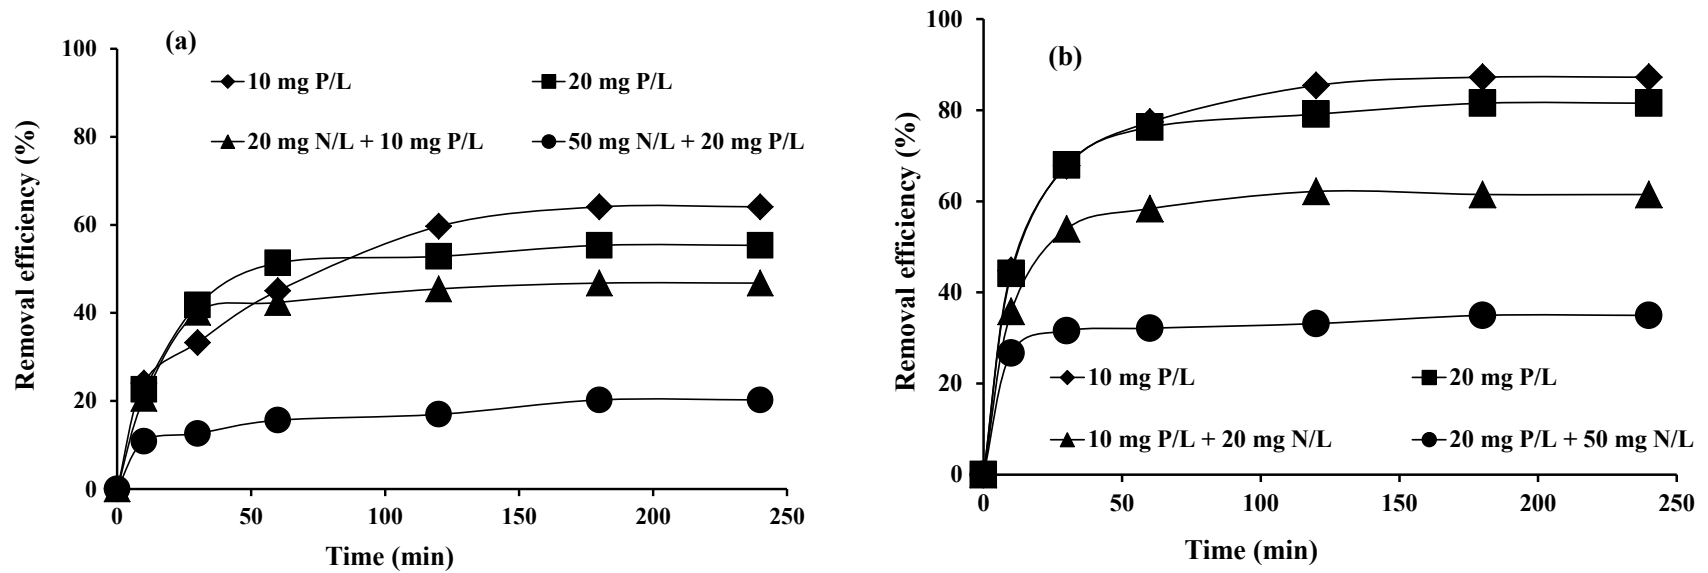 (a)
100
80
60
40
20
0
Removal efficiency (%)
10 mg P/L
20 mg P/L
20 mg N/L + 10 mg P/L
50 mg N/L + 20 mg P/L
0 50 100 150 200 250
Time (min)
(b)
100
80
60
40
20
0
Removal efficiency (%)
10 mg P/L
20 mg P/L
10 mg P/L + 20 mg N/L
20 mg P/L + 50 mg N/L
0 50 100 150 200 250
Time (min)